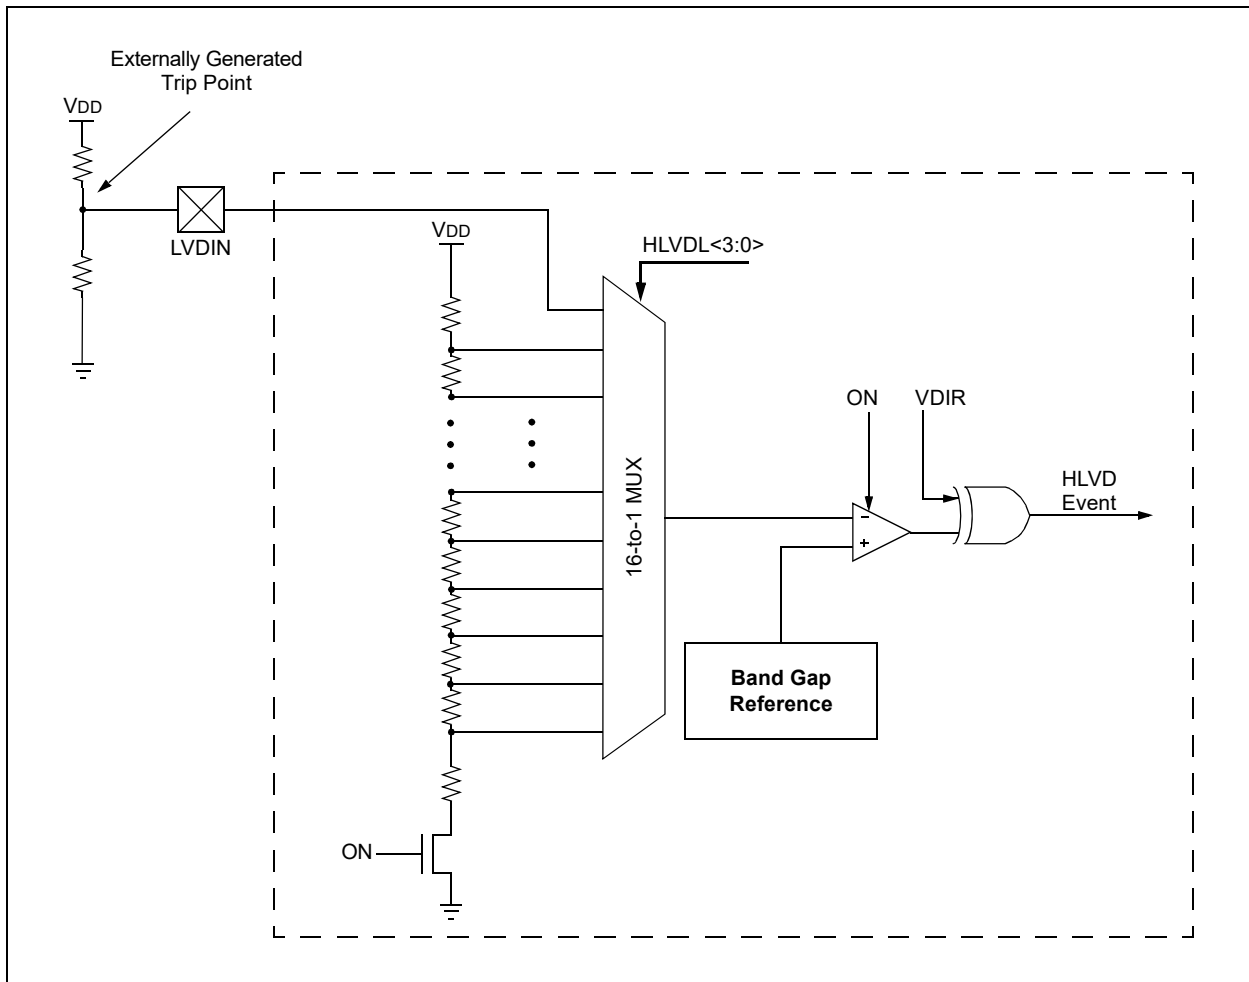 Externally Generated
Trip Point
VDD
LVDIN
VDD
HLVDL<3:0>
16-to-1 MUX
ON
VDIR
HLVD
Event
–
+
Band Gap
Reference
ON